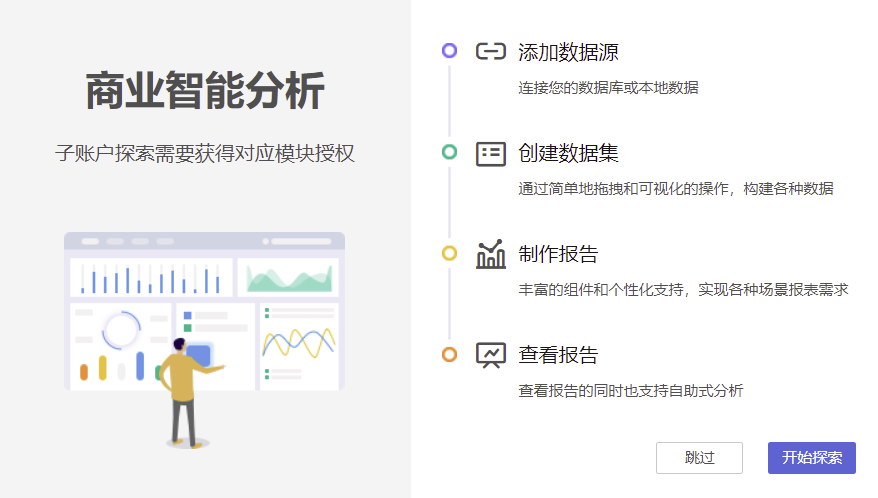 商业智能分析
子账户探索需要获得对应模块授权
添加数据源
连接您的数据库或本地数据
创建数据集
通过简单地拖拽和可视化的操作，构建各种数据
制作报告
丰富的组件和个性化支持，实现各种场景报表需求
查看报告
查看报告的同时也支持自助式分析
跳过
开始探索